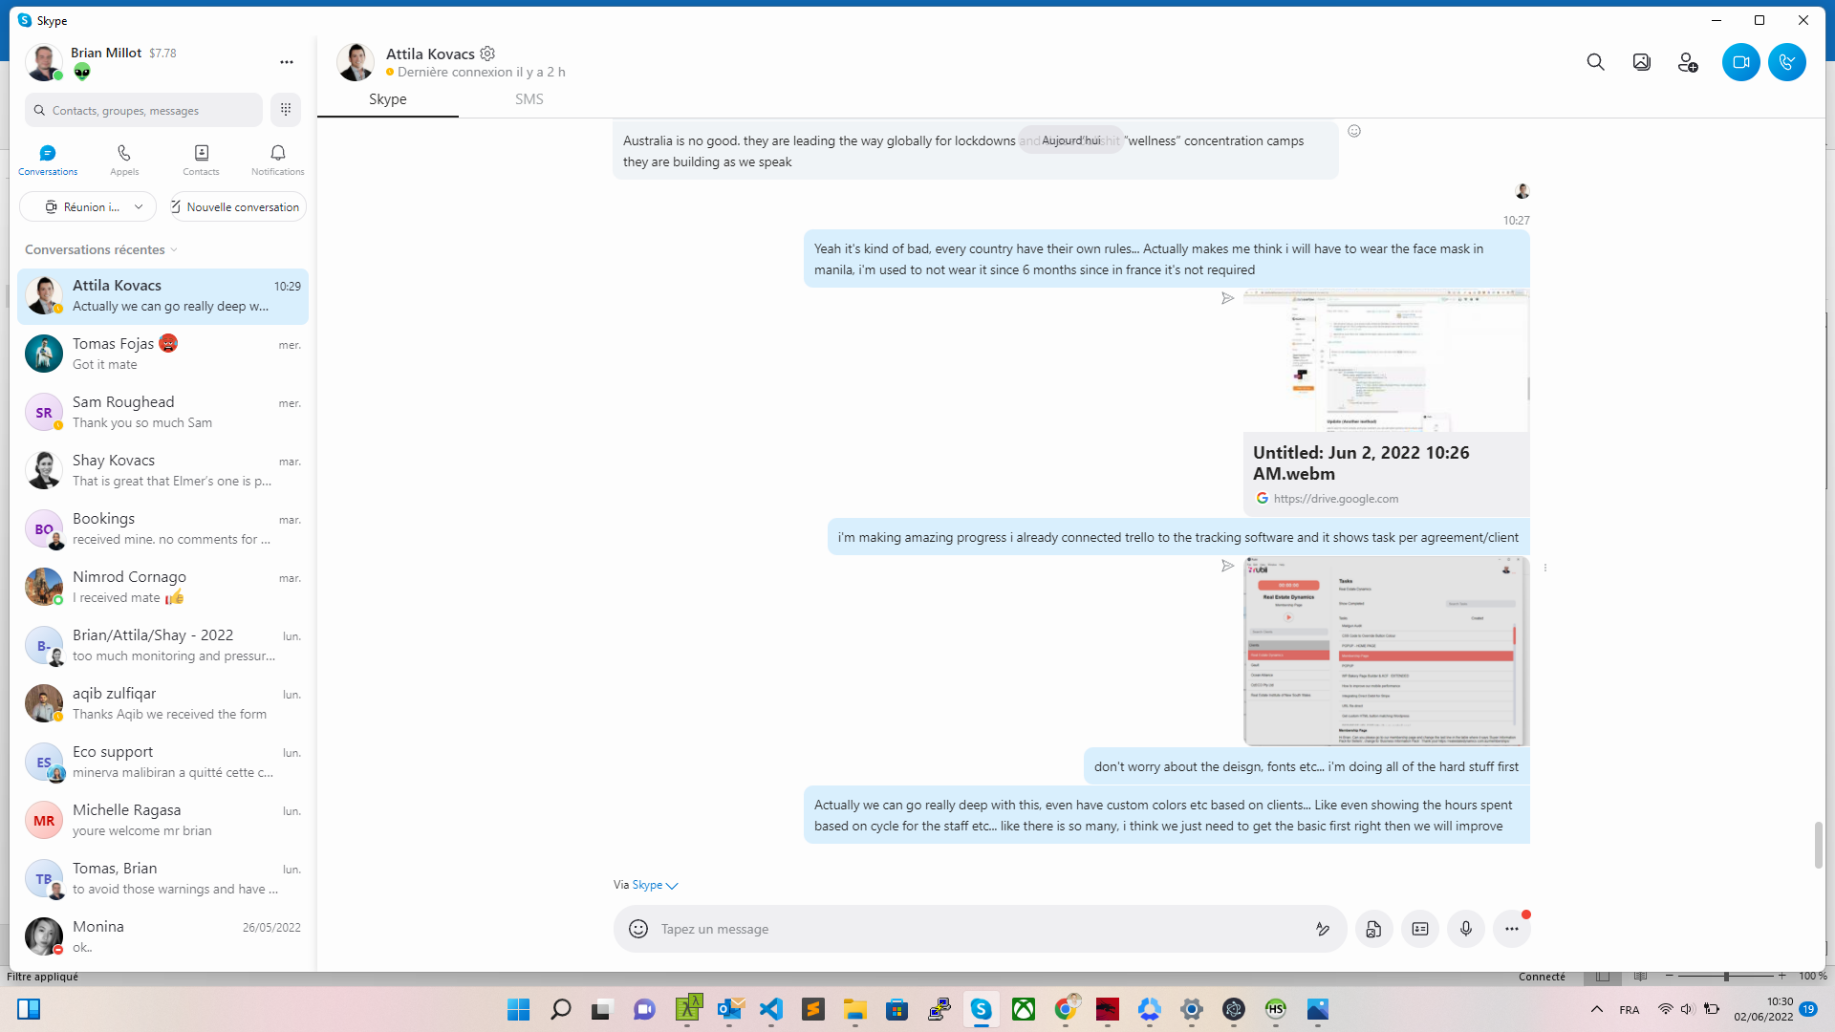 Skype
Brian Millot $7.78
Contacts, groupes, messages
Conversations
Appels
Contacts
Notifications
Réunion i...
Nouvelle conversation
Conversations récentes
Attila Kovacs 10:29
Actually we can go really deep w...
Tomas Fojas mer.
Got it mate
SR
Sam Roughead mer.
Thank you so much Sam
Shay Kovacs mar.
That is great that Elmer's one is p...
BO
Bookings mar.
received mine. no comments for ...
Nimrod Cornago mar.
I received mate
B-
Brian/Attila/Shay - 2022 lun.
too much monitoring and pressur...
aqib zulfiqar lun.
Thanks Aqib we received the form
ES
Eco support lun.
minerva malibiran a quitté cette c...
MR
Michelle Ragasa lun.
youre welcome mr brian
TB
Tomas, Brian lun.
to avoid those warnings and have ...
Monina 26/05/2022
ok..
Attila Kovacs
Dernière connexion il y a 2 h
Skype
SMS
Aujourd'hui
Australia is no good. they are leading the way globally for lockdowns and "wellness" concentration camps
they are building as we speak
10:27
Yeah it's kind of bad, every country have their own rules... Actually makes me think i will have to wear the face mask in
manila, i'm used to not wear it since 6 months since in france it's not required
Untitled: Jun 2, 2022 10:26
AM.webm
https://drive.google.com
i'm making amazing progress i already connected trello to the tracking software and it shows task per agreement/client
Real Estate Dynamics
Membership Page
Tasks
Real Estate Dynamics
Show Completed
Membership Page
don't worry about the deisgn, fonts etc... i'm doing all of the hard stuff first
Actually we can go really deep with this, even have custom colors etc based on clients... Like even showing the hours spent
based on cycle for the staff etc... like there is so many, i think we just need to get the basic first right then we will improve
Via Skype
Tapez un message
Filtre appliqué
Connecté
100 %
FRA
10:30
02/06/2022
19